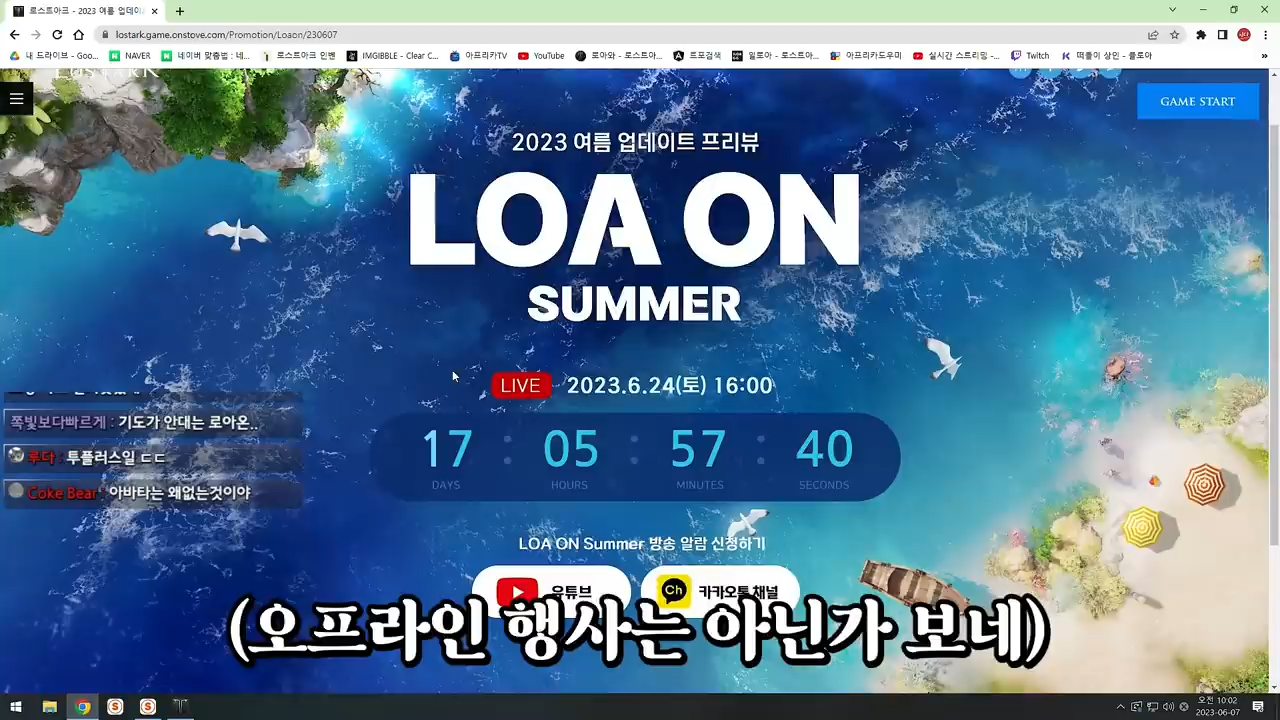 로스트아크 - 2023 여름 업데이
lostark.game.onstove.com/Promotion/Loaon/230607
내 드라이브 - Goo...
NAVER
네이버 맞춤법 : 네...
로스트아크 인벤
IMGIBBLE - Clear C...
아프리카TV
YouTube
로아와 - 로스트아...
트포검색
일로아 - 로스트아...
아프리카도우미
실시간 스트리밍 -...
Twitch
떠돌이 상인 - 클로아
GAME START
2023 여름 업데이트 프리뷰
LOA ON
SUMMER
LIVE 2023.6.24(토) 16:00
17 : 05 : 57 : 40
DAYS HOURS MINUTES SECONDS
쪽빛보다빠르게 : 기도가 안대는 로아온..
루다 : 투플러스일 ㄷㄷ
Coke Bear : 아바타는 왜없는것이야
LOA ON Summer 방송 알람 신청하기
유튜브
Ch 카카오톡 채널
(오프라인 행사는 아닌가 보네)
오전 10:02
2023-06-07